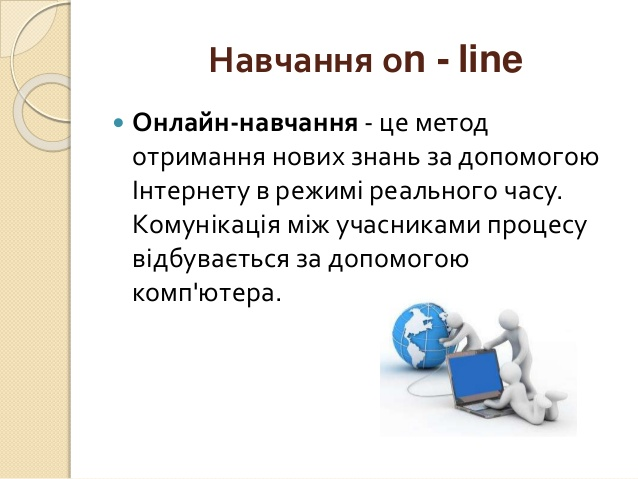 Навчання on - line
Онлайн-навчання - це метод
отримання нових знань за допомогою
Інтернету в режимі реального часу.
Комунікація між учасниками процесу
відбувається за допомогою
комп'ютера.